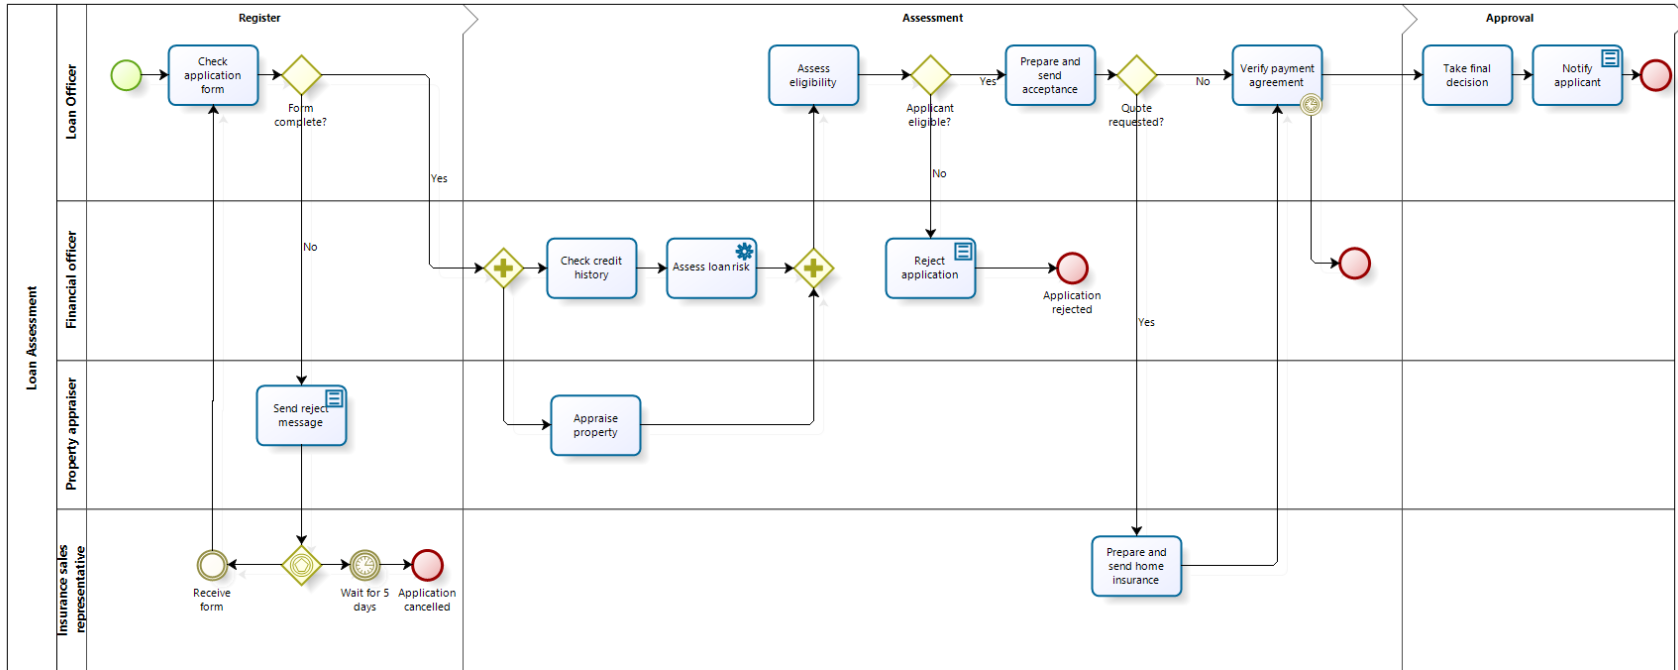 Register
Assessment
Approval
Loan Assessment
Loan Officer
Check
application
form
Form
complete?
Yes
No
Assess
eligibility
Applicant
eligible?
Yes
No
Prepare and
send
acceptance
Quote
requested?
No
Yes
Verify payment
agreement
Take final
decision
Notify
applicant
Financial officer
Check credit
history
Assess loan risk
Reject
application
Application
rejected
Property appraiser
Send reject
message
Appraise
property
Insurance sales
representative
Receive
form
Wait for 5
days
Application
cancelled
Prepare and
send home
insurance